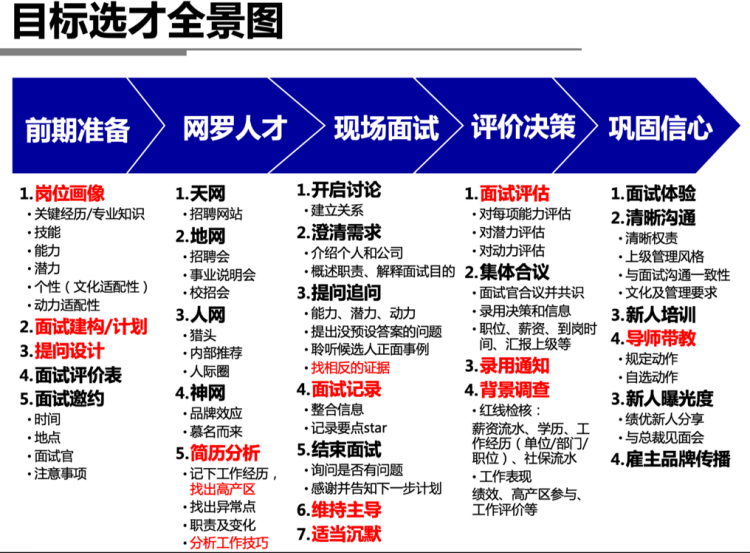 目标选才全景图
前期准备
网罗人才
现场面试
评价决策
巩固信心
1.岗位画像
·关键经历/专业知识
·技能
·能力
·潜力
·个性（文化适配性）
·动力适配性
2.面试建构/计划
3.提问设计
4.面试评价表
5.面试邀约
·时间
·地点
·面试官
·注意事项
1.天网
·招聘网站
2.地网
·招聘会
·事业说明会
·校招会
3.人网
·猎头
·内部推荐
·人际圈
4.神网
·品牌效应
·慕名而来
5.简历分析
·记下工作经历，
找出高产区
·找出异常点
·职责及变化
·分析工作技巧
1.开启讨论
·建立关系
2.澄清需求
·介绍个人和公司
·概述职责、解释面试目的
3.提问追问
·能力、潜力、动力
·提出没预设答案的问题
·聆听候选人正面事例
·找相反的证据
4.面试记录
·整合信息
·记录要点star
5.结束面试
·询问是否有问题
·感谢并告知下一步计划
6.维持主导
7.适当沉默
1.面试评估
·对每项能力评估
·对潜力评估
·对动力评估
2.集体合议
·面试官合议并共识
·录用决策和信息
·职位、薪资、到岗时
间、汇报上级等
3.录用通知
4.背景调查
·红线检核：
薪资流水、学历、工
作经历（单位/部门/
职位）、社保流水
·工作表现
绩效、高产区参与、
工作评价等
1.面试体验
2.清晰沟通
·清晰权责
·上级管理风格
·与面试沟通一致性
·文化及管理要求
3.新人培训
4.导师带教
·规定动作
·自选动作
3.新人曝光度
·绩优新人分享
·与总裁见面会
4.雇主品牌传播